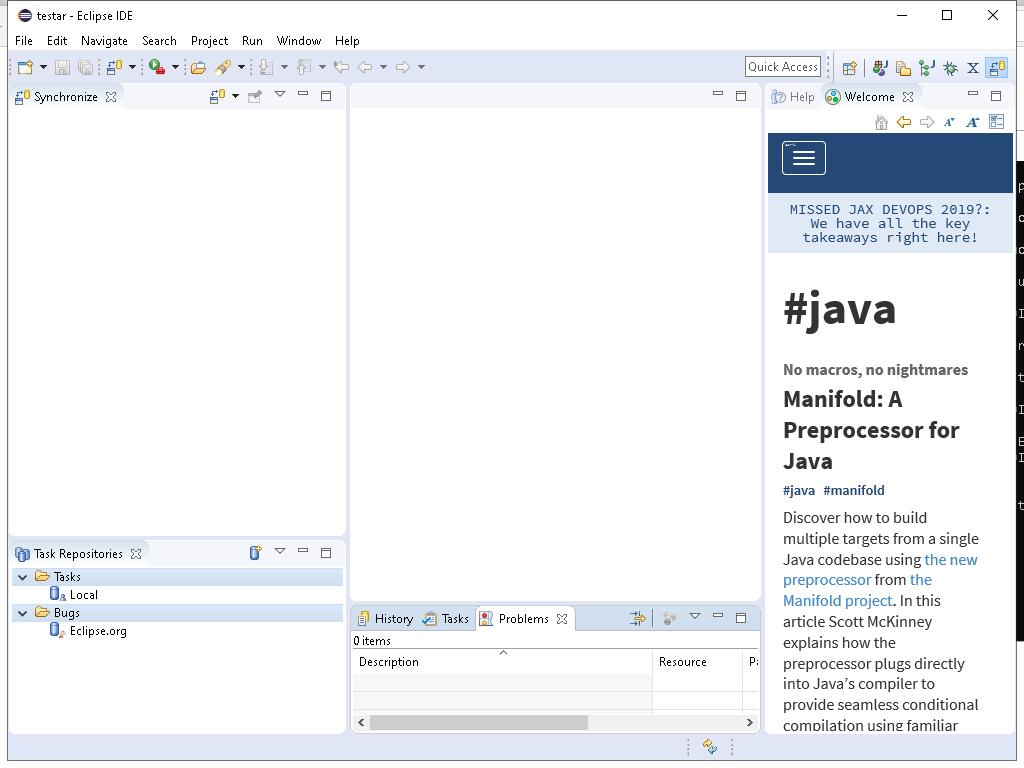 testar - Eclipse IDE
File Edit Navigate Search Project Run Window Help
Quick Access
Synchronize
Help Welcome
MISSED JAX DEVOPS 2019?:
We have all the key
takeaways right here!
#java
No macros, no nightmares
Manifold: A
Preprocessor for
Java
#java #manifold
Discover how to build
multiple targets from a single
Java codebase using the new
preprocessor from the
Manifold project. In this
article Scott McKinney
explains how the
preprocessor plugs directly
into Java’s compiler to
provide seamless conditional
compilation using familiar
Task Repositories
Tasks
Local
Bugs
Eclipse.org
History Tasks Problems
0 items
Description Resource